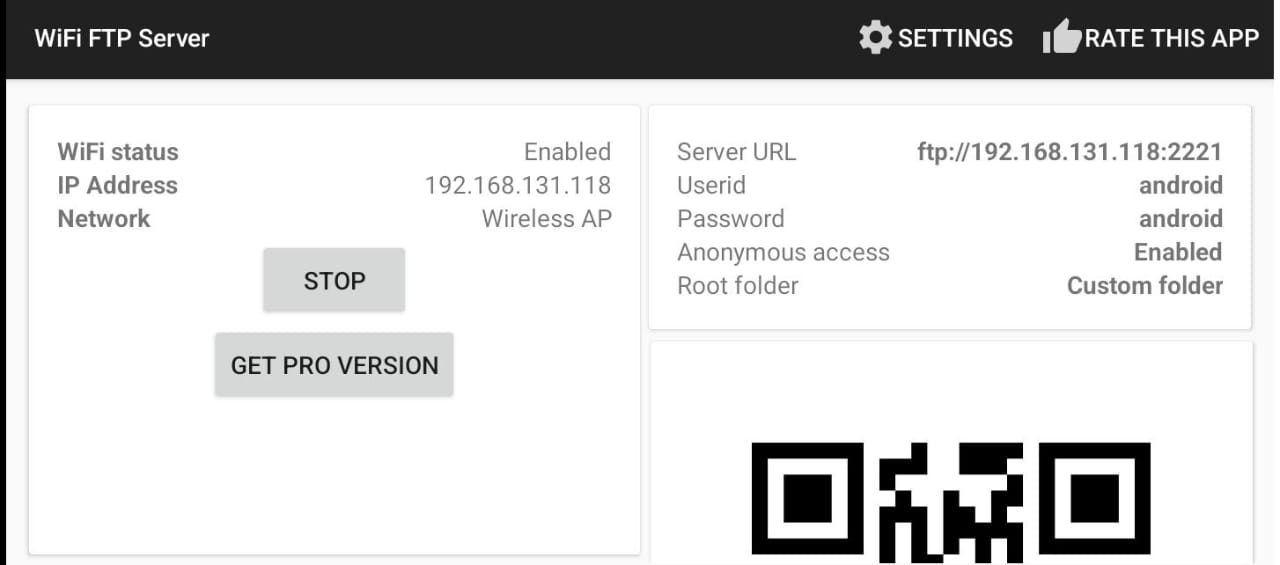 WiFi FTP Server SETTINGS RATE THIS APP
WiFi status Enabled
IP Address 192.168.131.118
Network Wireless AP
STOP
GET PRO VERSION
Server URL ftp://192.168.131.118:2221
Userid android
Password android
Anonymous access Enabled
Root folder Custom folder